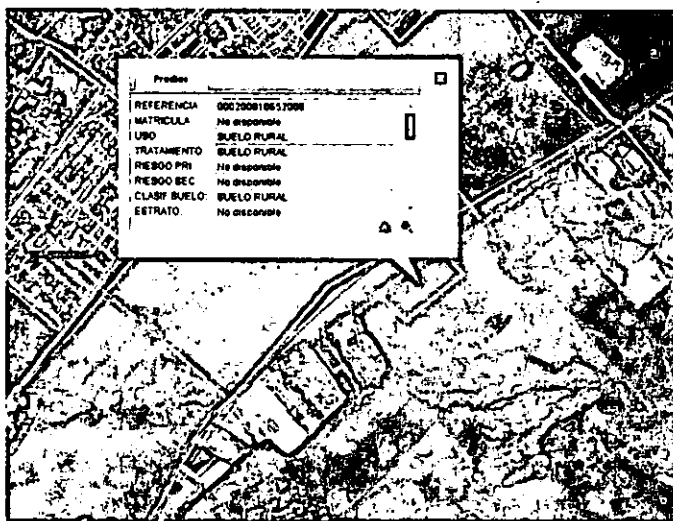 Predios
REFERENCIA 000200010652000
MATRICULA No disponible
USO SUELO RURAL
TRATAMIENTO SUELO RURAL
RIESGO PRI No disponible
RIESGO SEC No disponible
CLASIF SUELO: SUELO RURAL
ESTRATO: No disponible